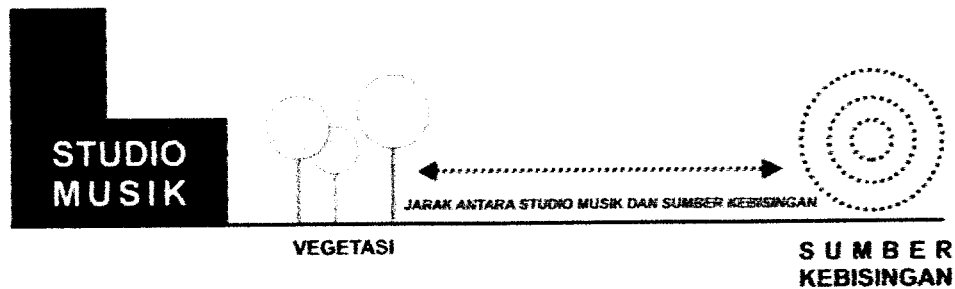 STUDIO
MUSIK
JARAK ANTARA STUDIO MUSIK DAN SUMBER KEBISINGAN
VEGETASI
SUMBER
KEBISINGAN